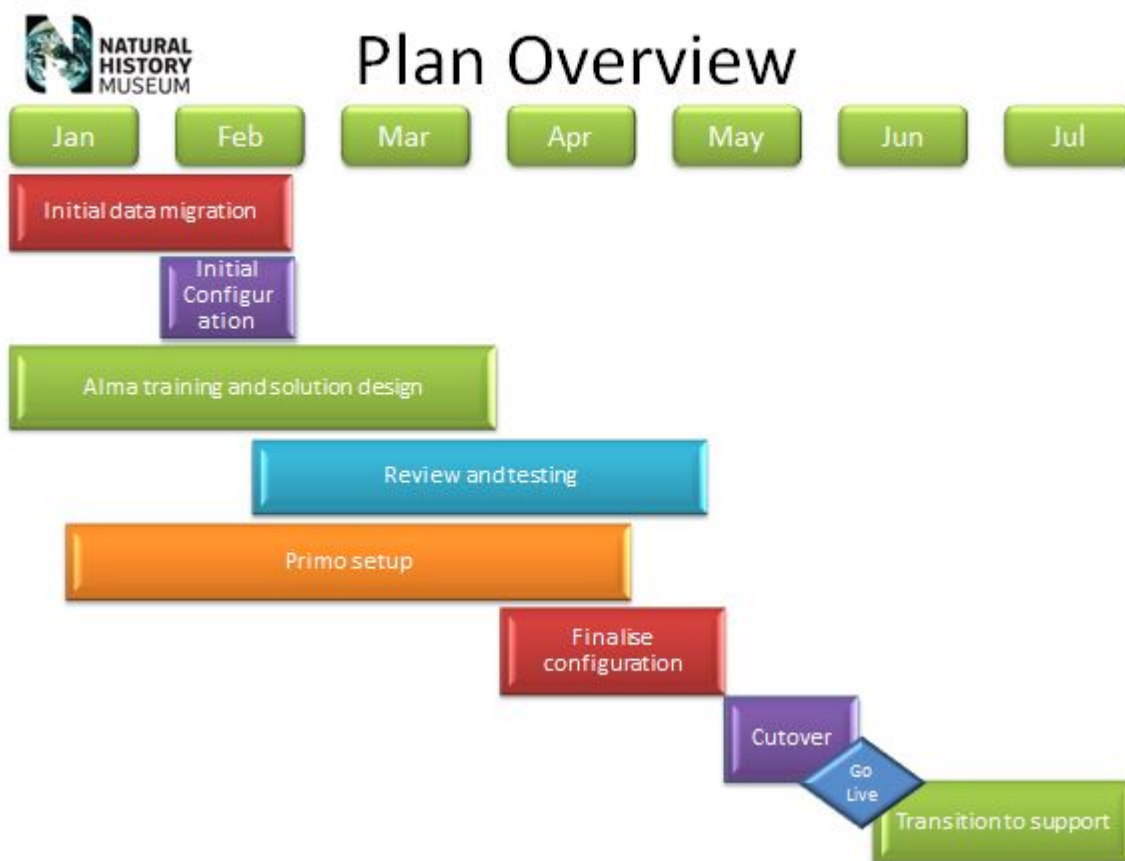 NATURAL
HISTORY
MUSEUM
Plan Overview
Jan Feb Mar Apr May Jun Jul
Initial data migration
Initial
Configur
ation
Alma training and solution design
Review and testing
Primo setup
Finalise
configuration
Cutover
Go
Live
Transition to support